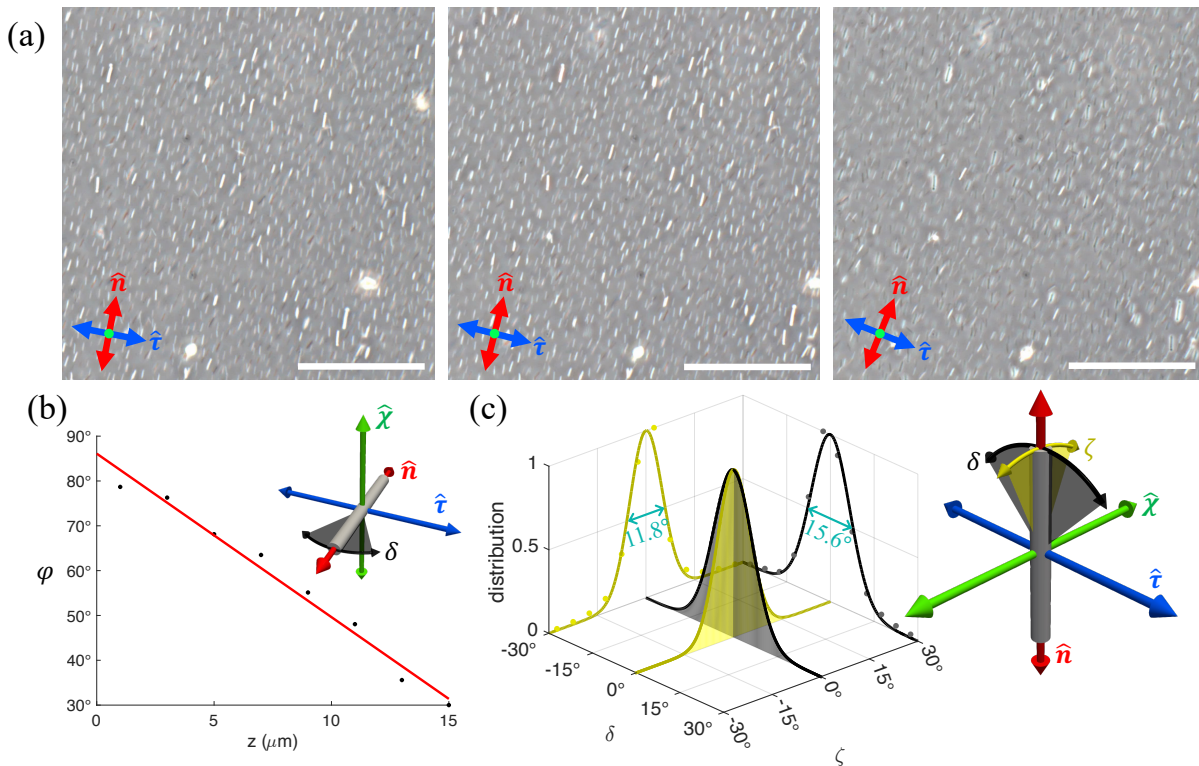 (a)
n̂
τ̂
n̂
τ̂
n̂
τ̂
(b)
90°
80°
70°
60°
50°
40°
30°
φ
0
5
10
15
z (μm)
χ̂
n̂
τ̂
δ
(c)
distribution
1
0.5
0
-30°
-15°
0°
15°
30°
δ
-30°
-15°
0°
15°
30°
ζ
11.8°
15.6°
δ
ζ
χ̂
τ̂
n̂